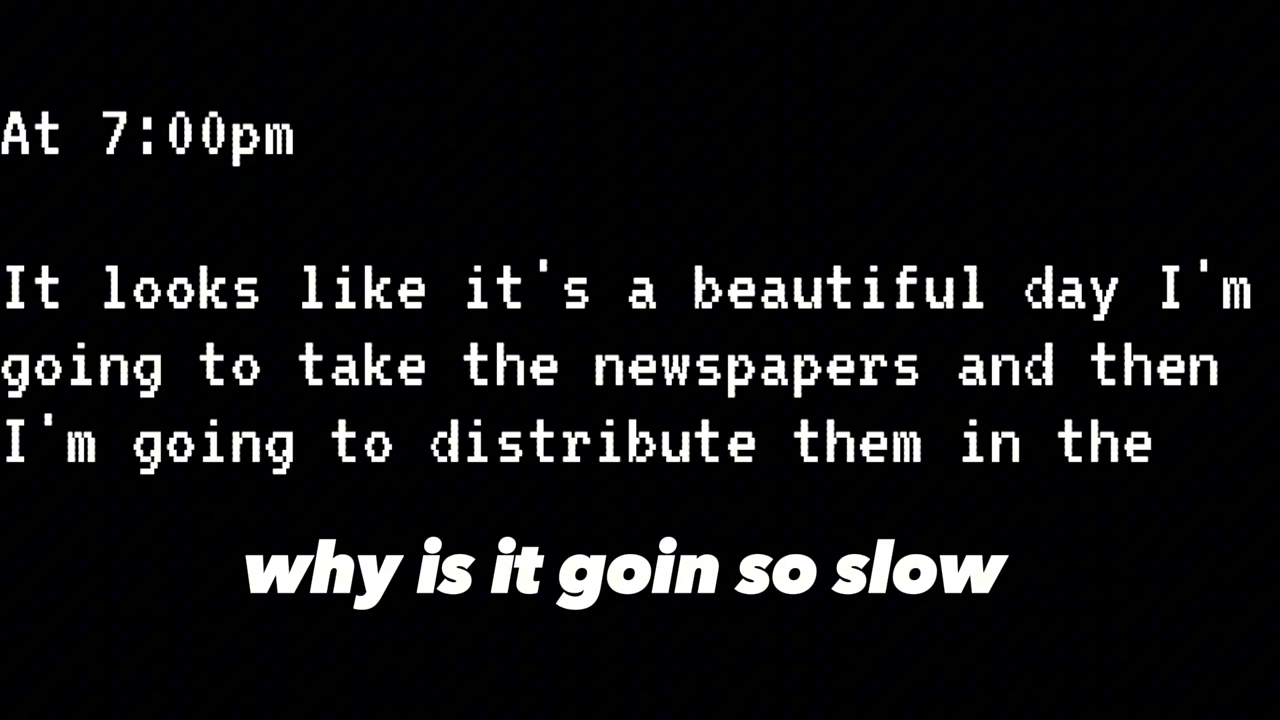 At 7:00pm
It looks like it's a beautiful day I'm
going to take the newspapers and then
I'm going to distribute them in the
why is it goin so slow